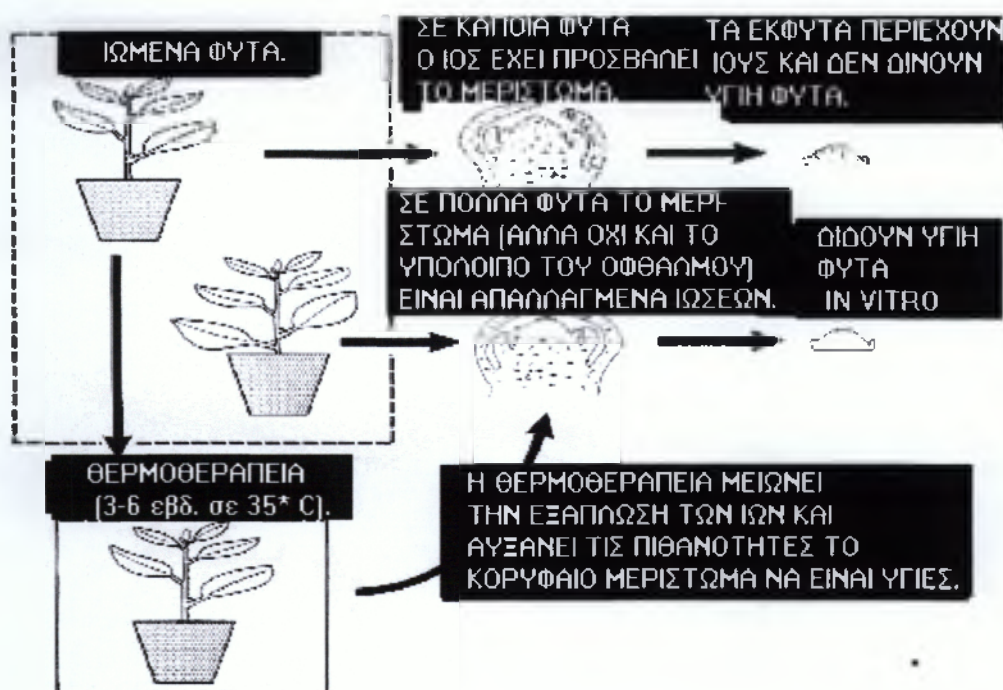 ΙΩΜΕΝΑ ΦΥΤΑ.
ΣΕ ΚΑΠΟΙΑ ΦΥΤΑ
Ο ΙΟΣ ΕΧΕΙ ΠΡΟΣΒΑΛΕΙ
ΤΟ ΜΕΡΙΣΤΩΜΑ.
ΤΑ ΕΚΦΥΤΑ ΠΕΡΙΕΧΟΥΝ
ΙΟΥΣ ΚΑΙ ΔΕΝ ΔΙΝΟΥΝ
ΥΓΙΗ ΦΥΤΑ.
ΣΕ ΠΟΛΛΑ ΦΥΤΑ ΤΟ ΜΕΡΙ-
ΣΤΩΜΑ (ΑΛΛΑ ΟΧΙ ΚΑΙ ΤΟ
ΥΠΟΛΟΙΠΟ ΤΟΥ ΟΦΘΑΛΜΟΥ)
ΕΙΝΑΙ ΑΠΑΛΛΑΓΜΕΝΑ ΙΩΣΕΩΝ.
ΔΙΔΟΥΝ ΥΓΙΗ
ΦΥΤΑ
IN VITRO
ΘΕΡΜΟΘΕΡΑΠΕΙΑ
(3-6 εβδ. σε 35* C).
Η ΘΕΡΜΟΘΕΡΑΠΕΙΑ ΜΕΙΩΝΕΙ
ΤΗΝ ΕΞΑΠΛΩΣΗ ΤΩΝ ΙΩΝ ΚΑΙ
ΑΥΞΑΝΕΙ ΤΙΣ ΠΙΘΑΝΟΤΗΤΕΣ ΤΟ
ΚΟΡΥΦΑΙΟ ΜΕΡΙΣΤΩΜΑ ΝΑ ΕΙΝΑΙ ΥΓΙΕΣ.